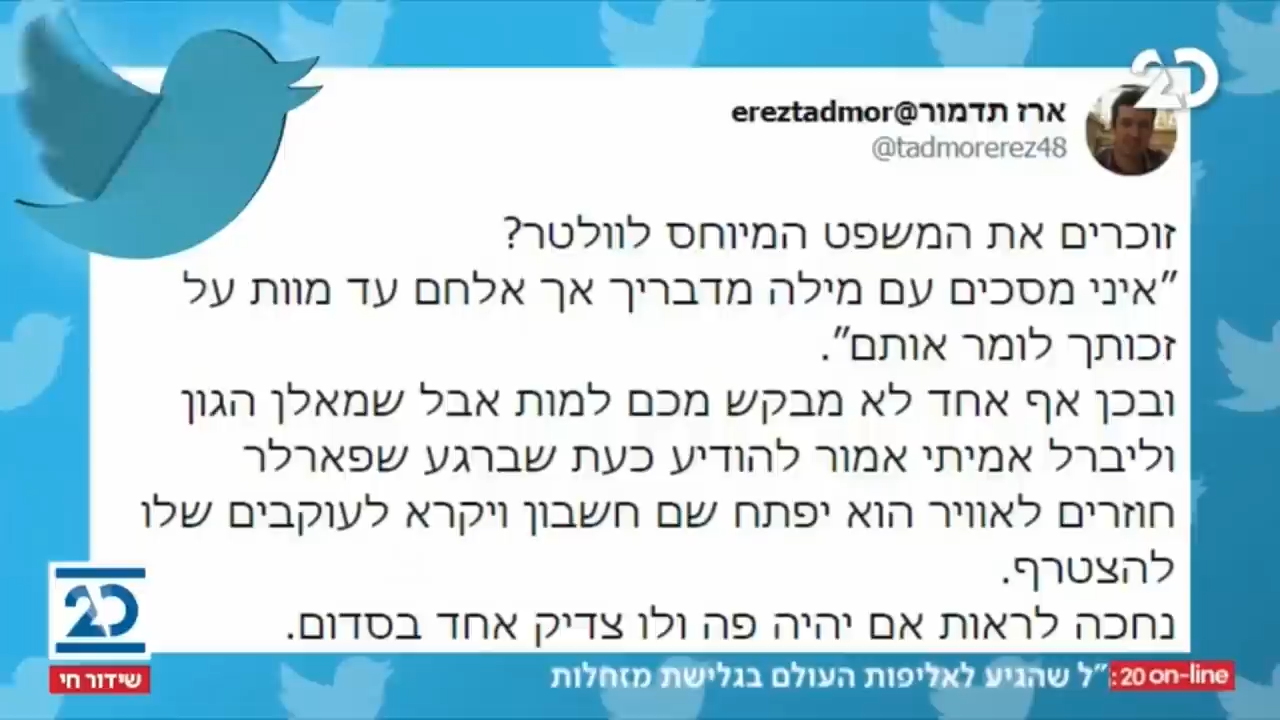 20
ארז תדמור@ereztadmor
@tadmorerez48
זוכרים את המשפט המיוחס לוולטר?
"איני מסכים עם מילה מדבריך אך אלחם עד מוות על
זכותך לומר אותם".
ובכן אף אחד לא מבקש מכם למות אבל שמאלן הגון
וליברל אמיתי אמור להודיע כעת שברגע שפארלר
חוזרים לאוויר הוא יפתח שם חשבון ויקרא לעוקבים שלו
להצטרף.
נחכה לראות אם יהיה פה ולו צדיק אחד בסדום.
20
שידור חי
20 on-line: "ל שהגיע לאליפות העולם בגלישת מזחלות